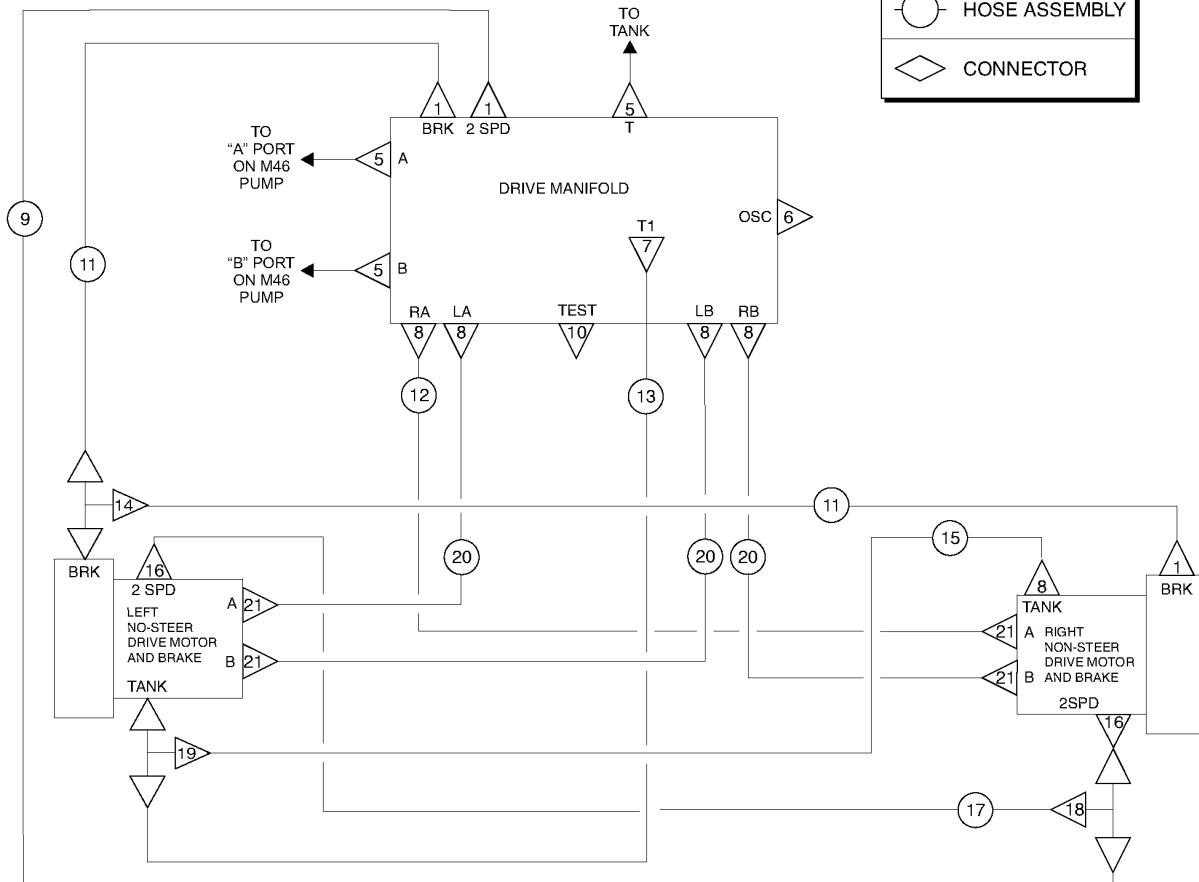 HOSE ASSEMBLY
CONNECTOR
TO
TANK
1
1
5
BRK
2 SPD
T
TO
“A” PORT
ON M46
PUMP
5
A
DRIVE MANIFOLD
OSC
6
9
T1
7
11
TO
“B” PORT
ON M46
PUMP
5
B
RA
LA
TEST
LB
RB
8
8
10
8
8
12
13
14
11
15
20
20
20
BRK
16
2 SPD
LEFT
NO-STEER
DRIVE MOTOR
AND BRAKE
A
21
B
21
TANK
1
BRK
8
TANK
21
A
RIGHT
NON-STEER
DRIVE MOTOR
AND BRAKE
21
B
2SPD
16
19
17
18